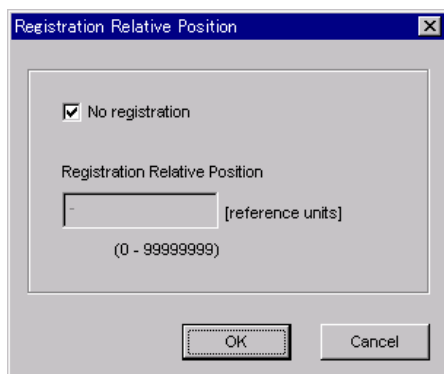 Registration Relative Position
No registration
Registration Relative Position
- [reference units]
(0 - 99999999)
OK Cancel